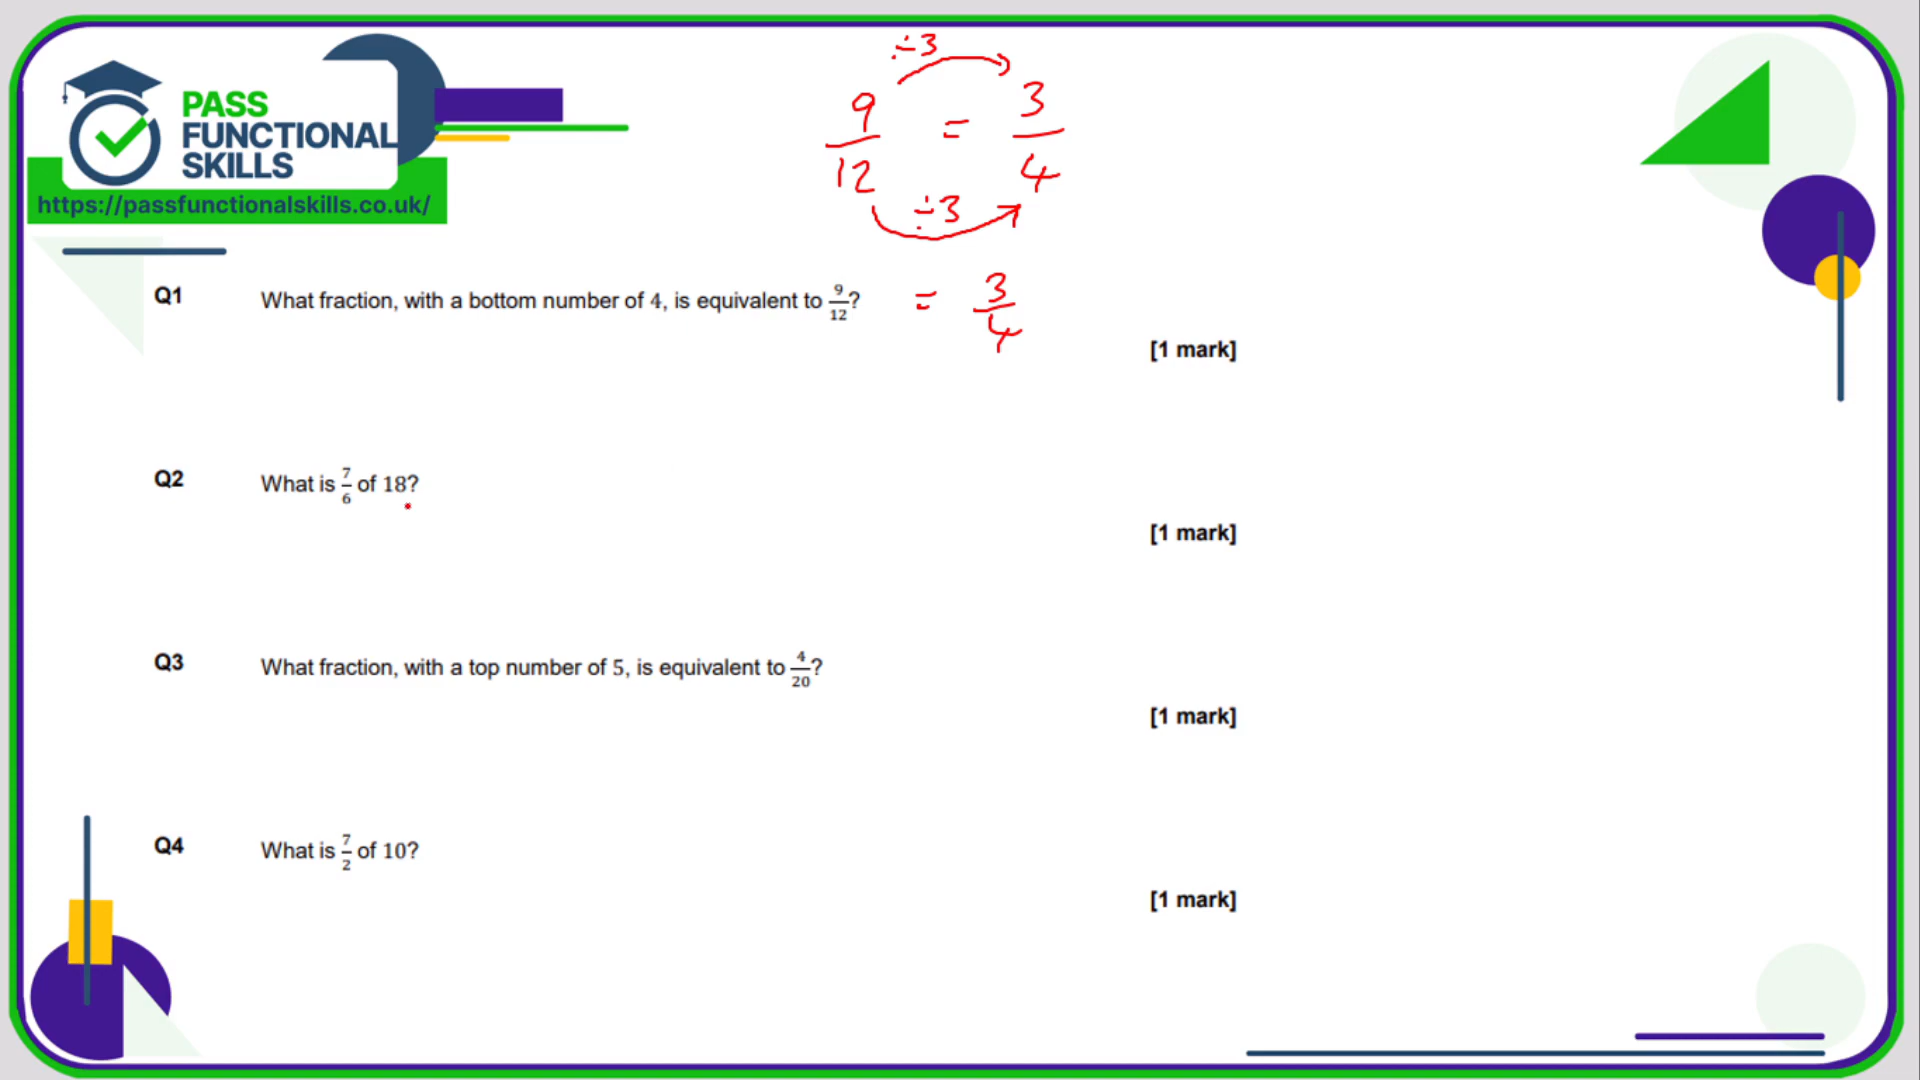 PASS
FUNCTIONAL
SKILLS
https://passfunctionalskills.co.uk/
÷3
9/12 = 3/4
÷3
Q1 What fraction, with a bottom number of 4, is equivalent to 9/12? = 3/4
[1 mark]
Q2 What is 7/6 of 18?
[1 mark]
Q3 What fraction, with a top number of 5, is equivalent to 4/20?
[1 mark]
Q4 What is 7/2 of 10?
[1 mark]